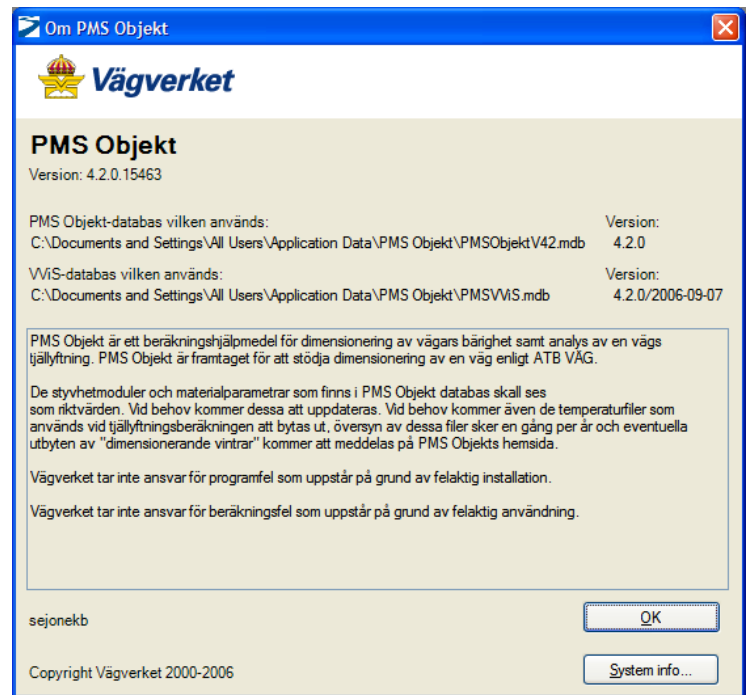 Om PMS Objekt
Vägverket
PMS Objekt
Version: 4.2.0.15463
PMS Objekt-databas vilken används: Version:
C:\Documents and Settings\All Users\Application Data\PMS Objekt\PMSObjektV42.mdb 4.2.0
VViS-databas vilken används: Version:
C:\Documents and Settings\All Users\Application Data\PMS Objekt\PMSVViS.mdb 4.2.0/2006-09-07
PMS Objekt är ett beräkningshjälpmedel för dimensionering av vägars bärighet samt analys av en vägs
tjällyftning. PMS Objekt är framtaget för att stödja dimensionering av en väg enligt ATB VÄG.
De styvhetmoduler och materialparametrar som finns i PMS Objekt databas skall ses
som riktvärden. Vid behov kommer dessa att uppdateras. Vid behov kommer även de temperaturfiler som
används vid tjällyftningsberäkningen att bytas ut, översyn av dessa filer sker en gång per år och eventuella
utbyten av "dimensionerande vintrar" kommer att meddelas på PMS Objekts hemsida.
Vägverket tar inte ansvar för programfel som uppstår på grund av felaktig installation.
Vägverket tar inte ansvar för beräkningsfel som uppstår på grund av felaktig användning.
sejonekb
OK
Copyright Vägverket 2000-2006
System info...